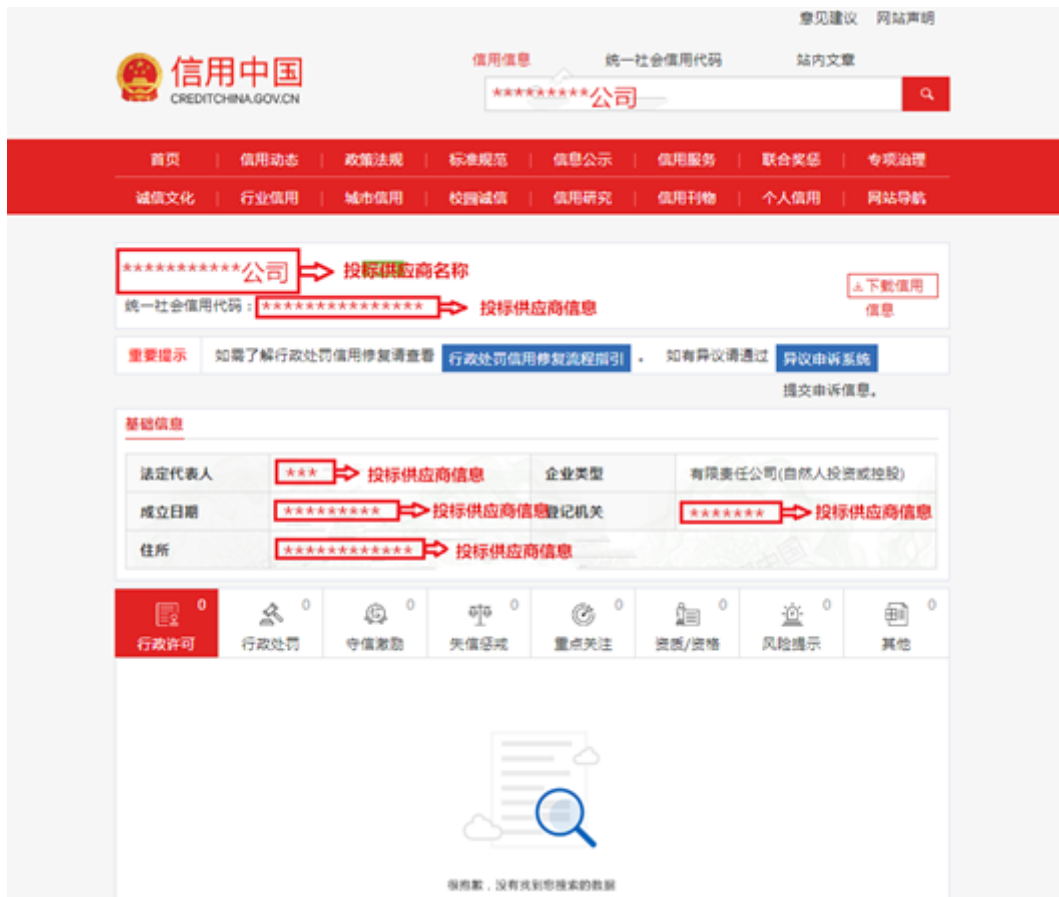 意见建议 网站声明
信用中国
CREDITCHINA.GOV.CN
信用信息 统一社会信用代码 站内文章
*********公司
首页 信用动态 政策法规 标准规范 信息公示 信用服务 联合奖惩 专项治理
诚信文化 行业信用 城市信用 校园诚信 信用研究 信用刊物 个人信用 网站导航
***********公司 投标供应商名称
统一社会信用代码：*************** 投标供应商信息
下载信用
信息
重要提示 如需了解行政处罚信用修复请查看 行政处罚信用修复流程指引 。 如有异议请通过 异议申诉系统
提交申诉信息。
基础信息
法定代表人 *** 投标供应商信息 企业类型 有限责任公司(自然人投资或控股)
成立日期 ********* 投标供应商信息 登记机关 ******* 投标供应商信息
住所 ************ 投标供应商信息
0 0 0 0 0 0 0 0
行政许可 行政处罚 守信激励 失信惩戒 重点关注 资质/资格 风险提示 其他
很抱歉，没有找到您搜索的数据